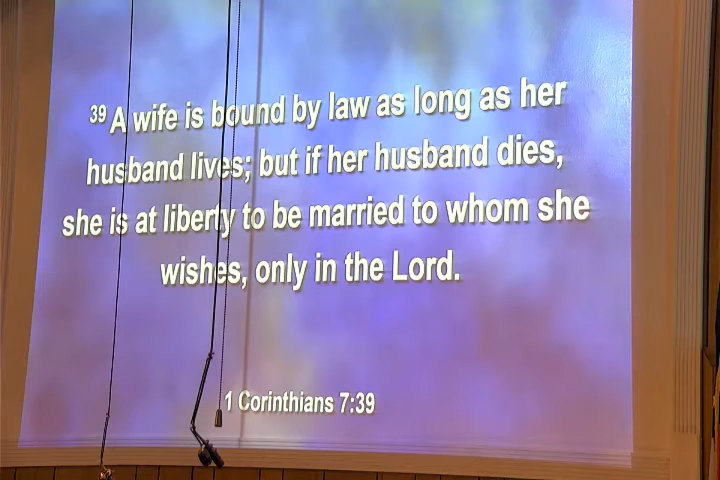 39 A wife is bound by law as long as her
husband lives; but if her husband dies,
she is at liberty to be married to whom she
wishes, only in the Lord.
1 Corinthians 7:39